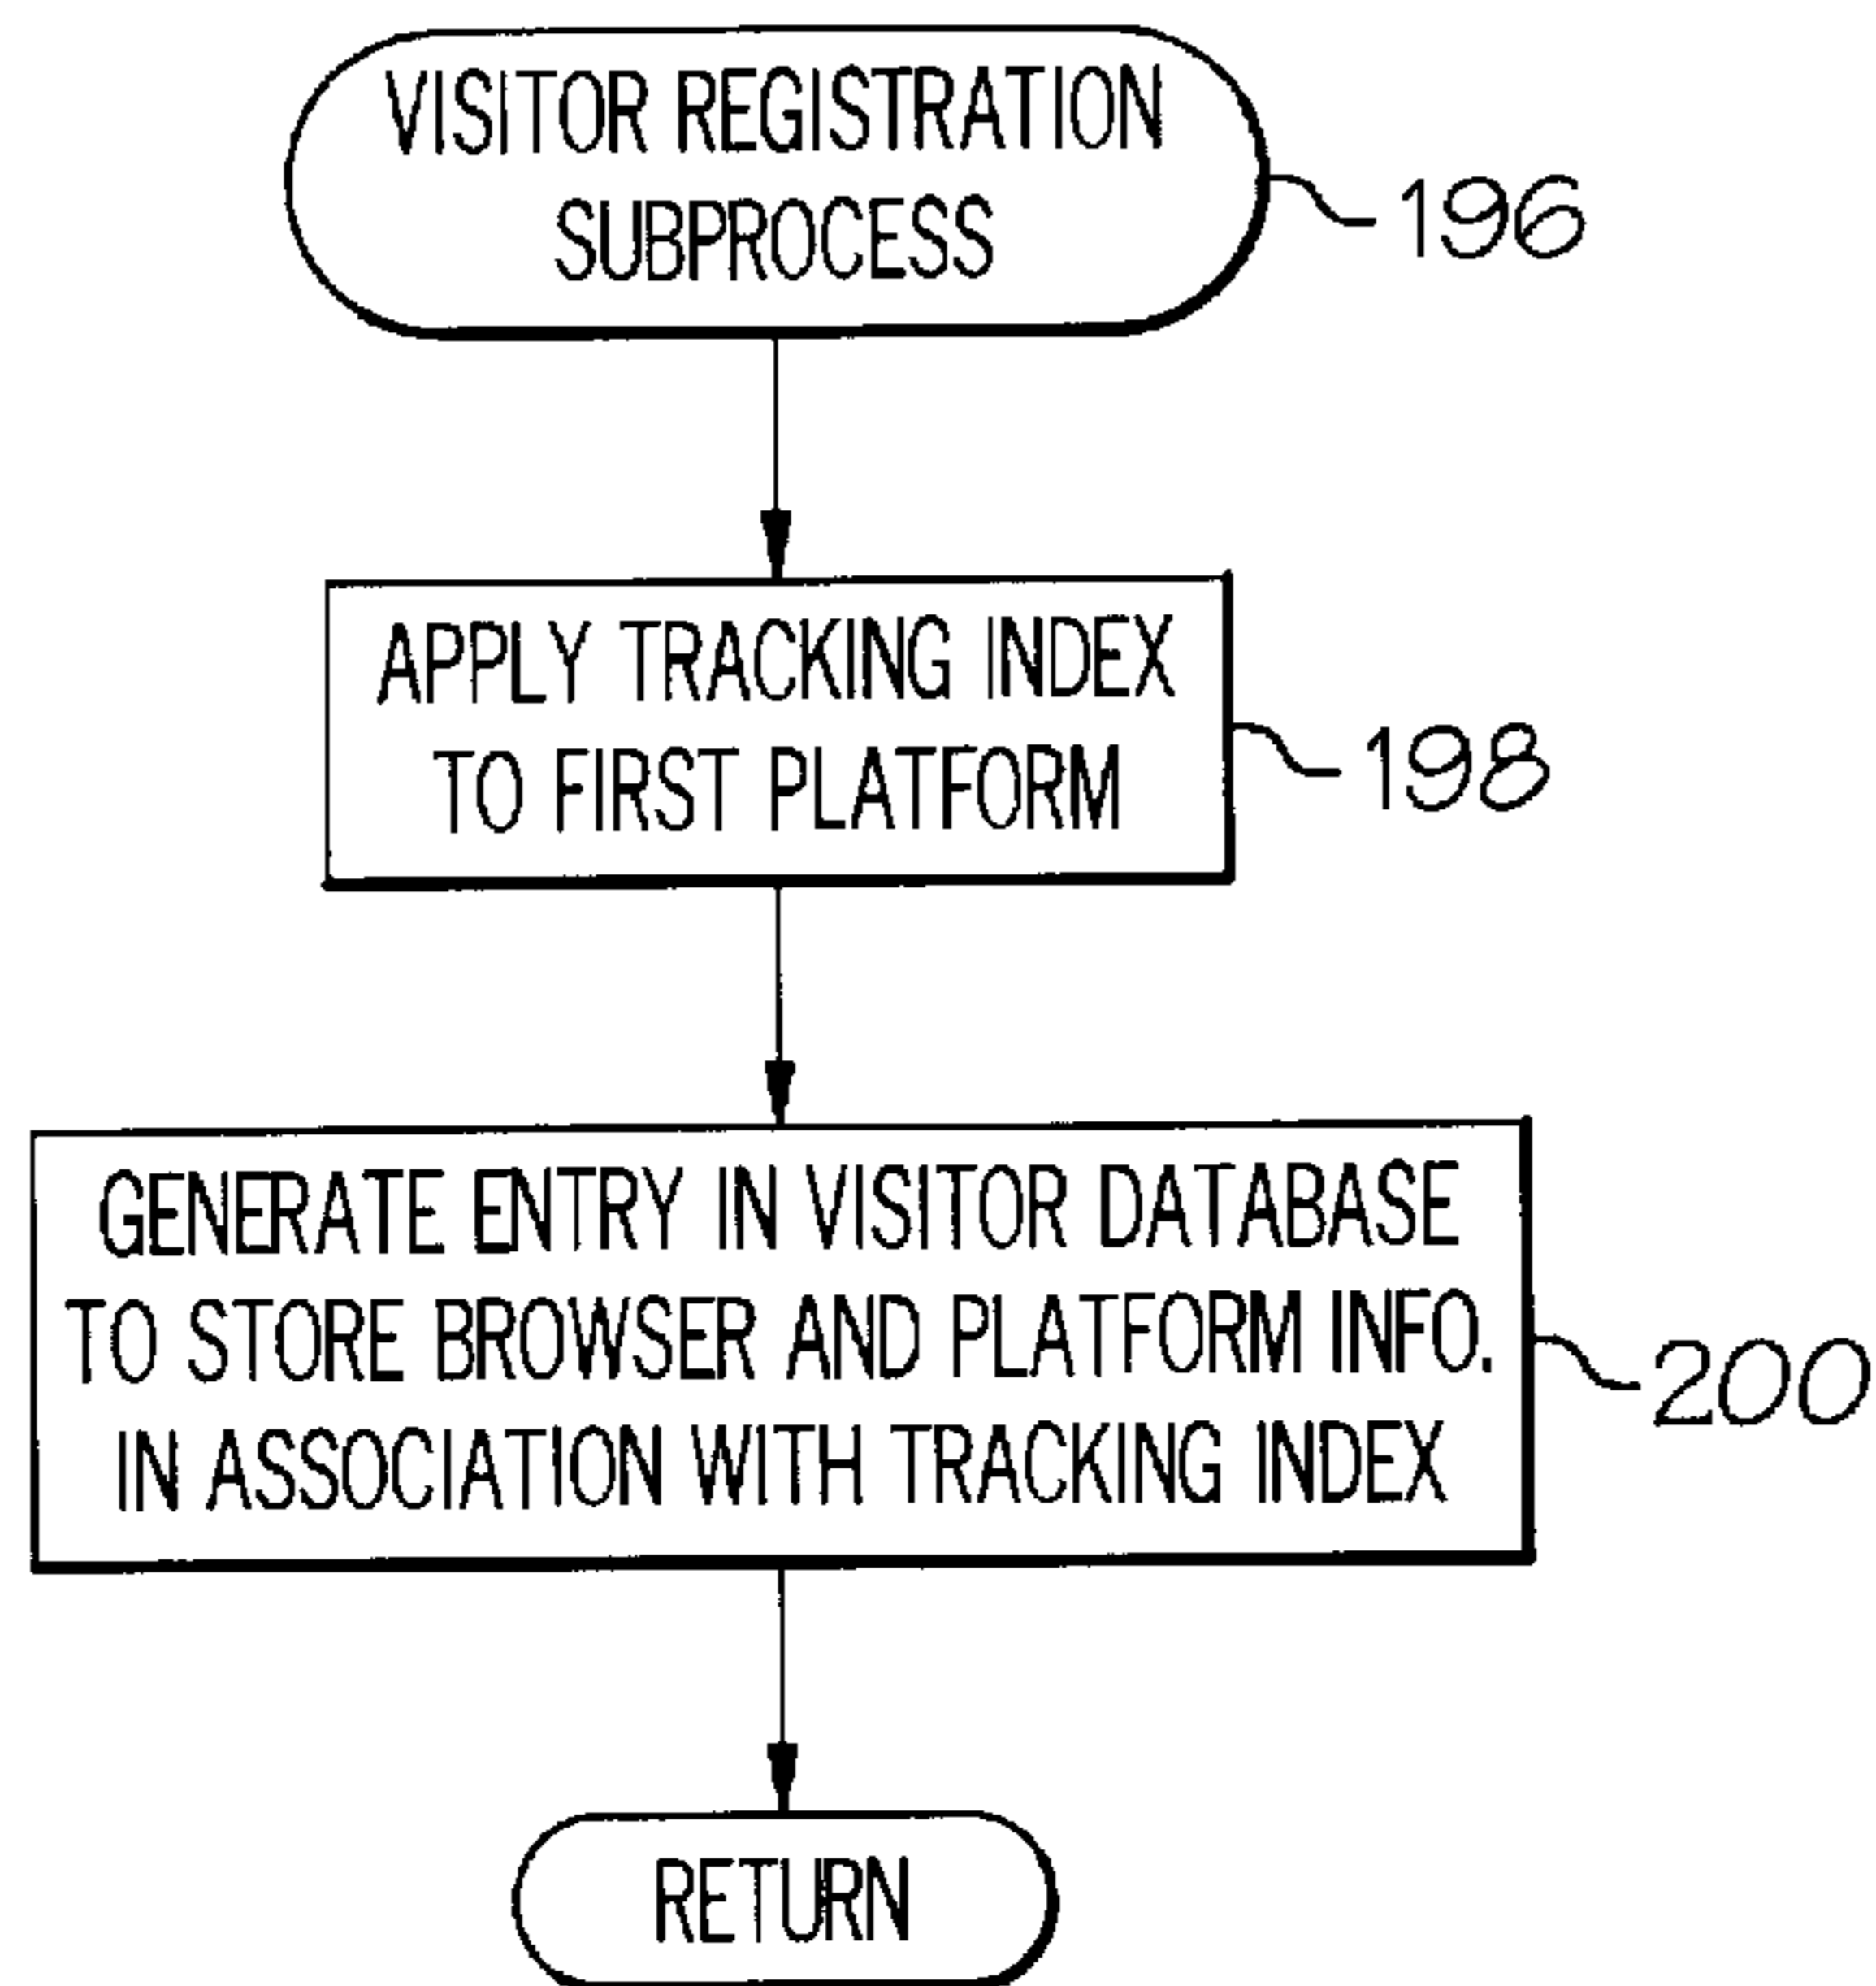 VISITOR REGISTRATION
SUBPROCESS
196
APPLY TRACKING INDEX
TO FIRST PLATFORM
198
GENERATE ENTRY IN VISITOR DATABASE
TO STORE BROWSER AND PLATFORM INFO.
IN ASSOCIATION WITH TRACKING INDEX
200
RETURN